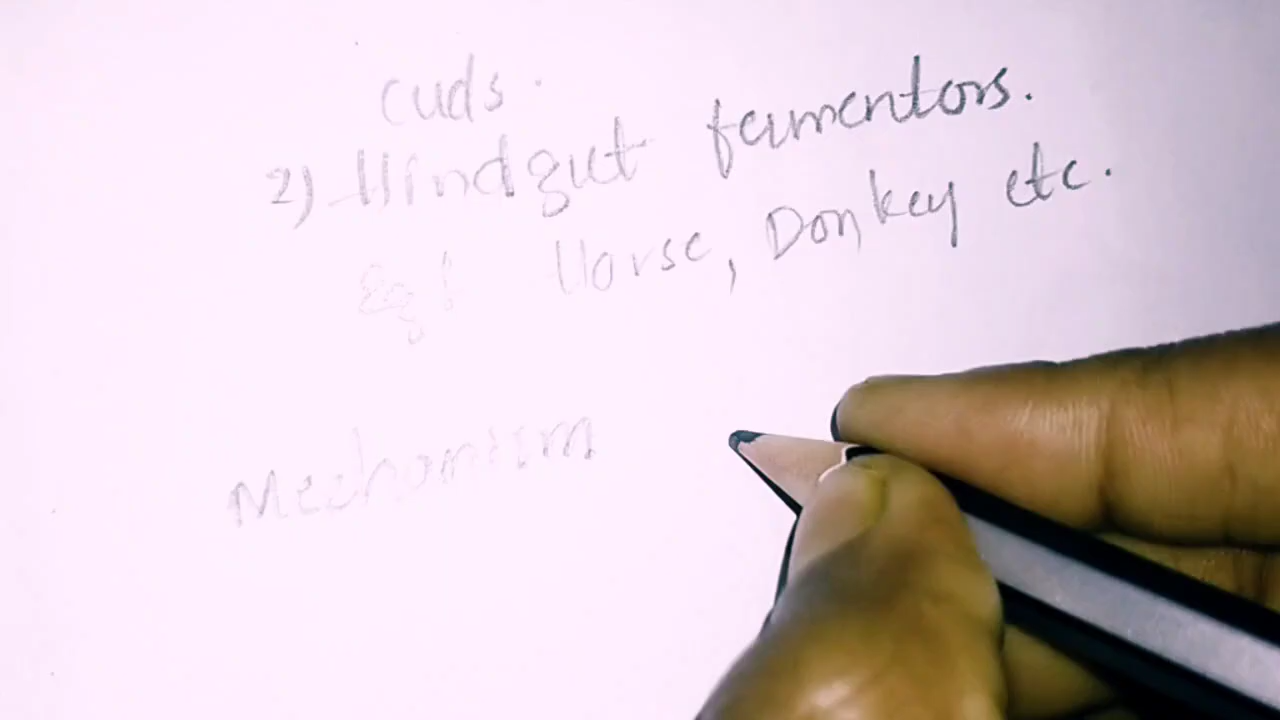 cuds.
2) Hindgut fermentors.
Eg: Horse, Donkey etc.
Mechanism